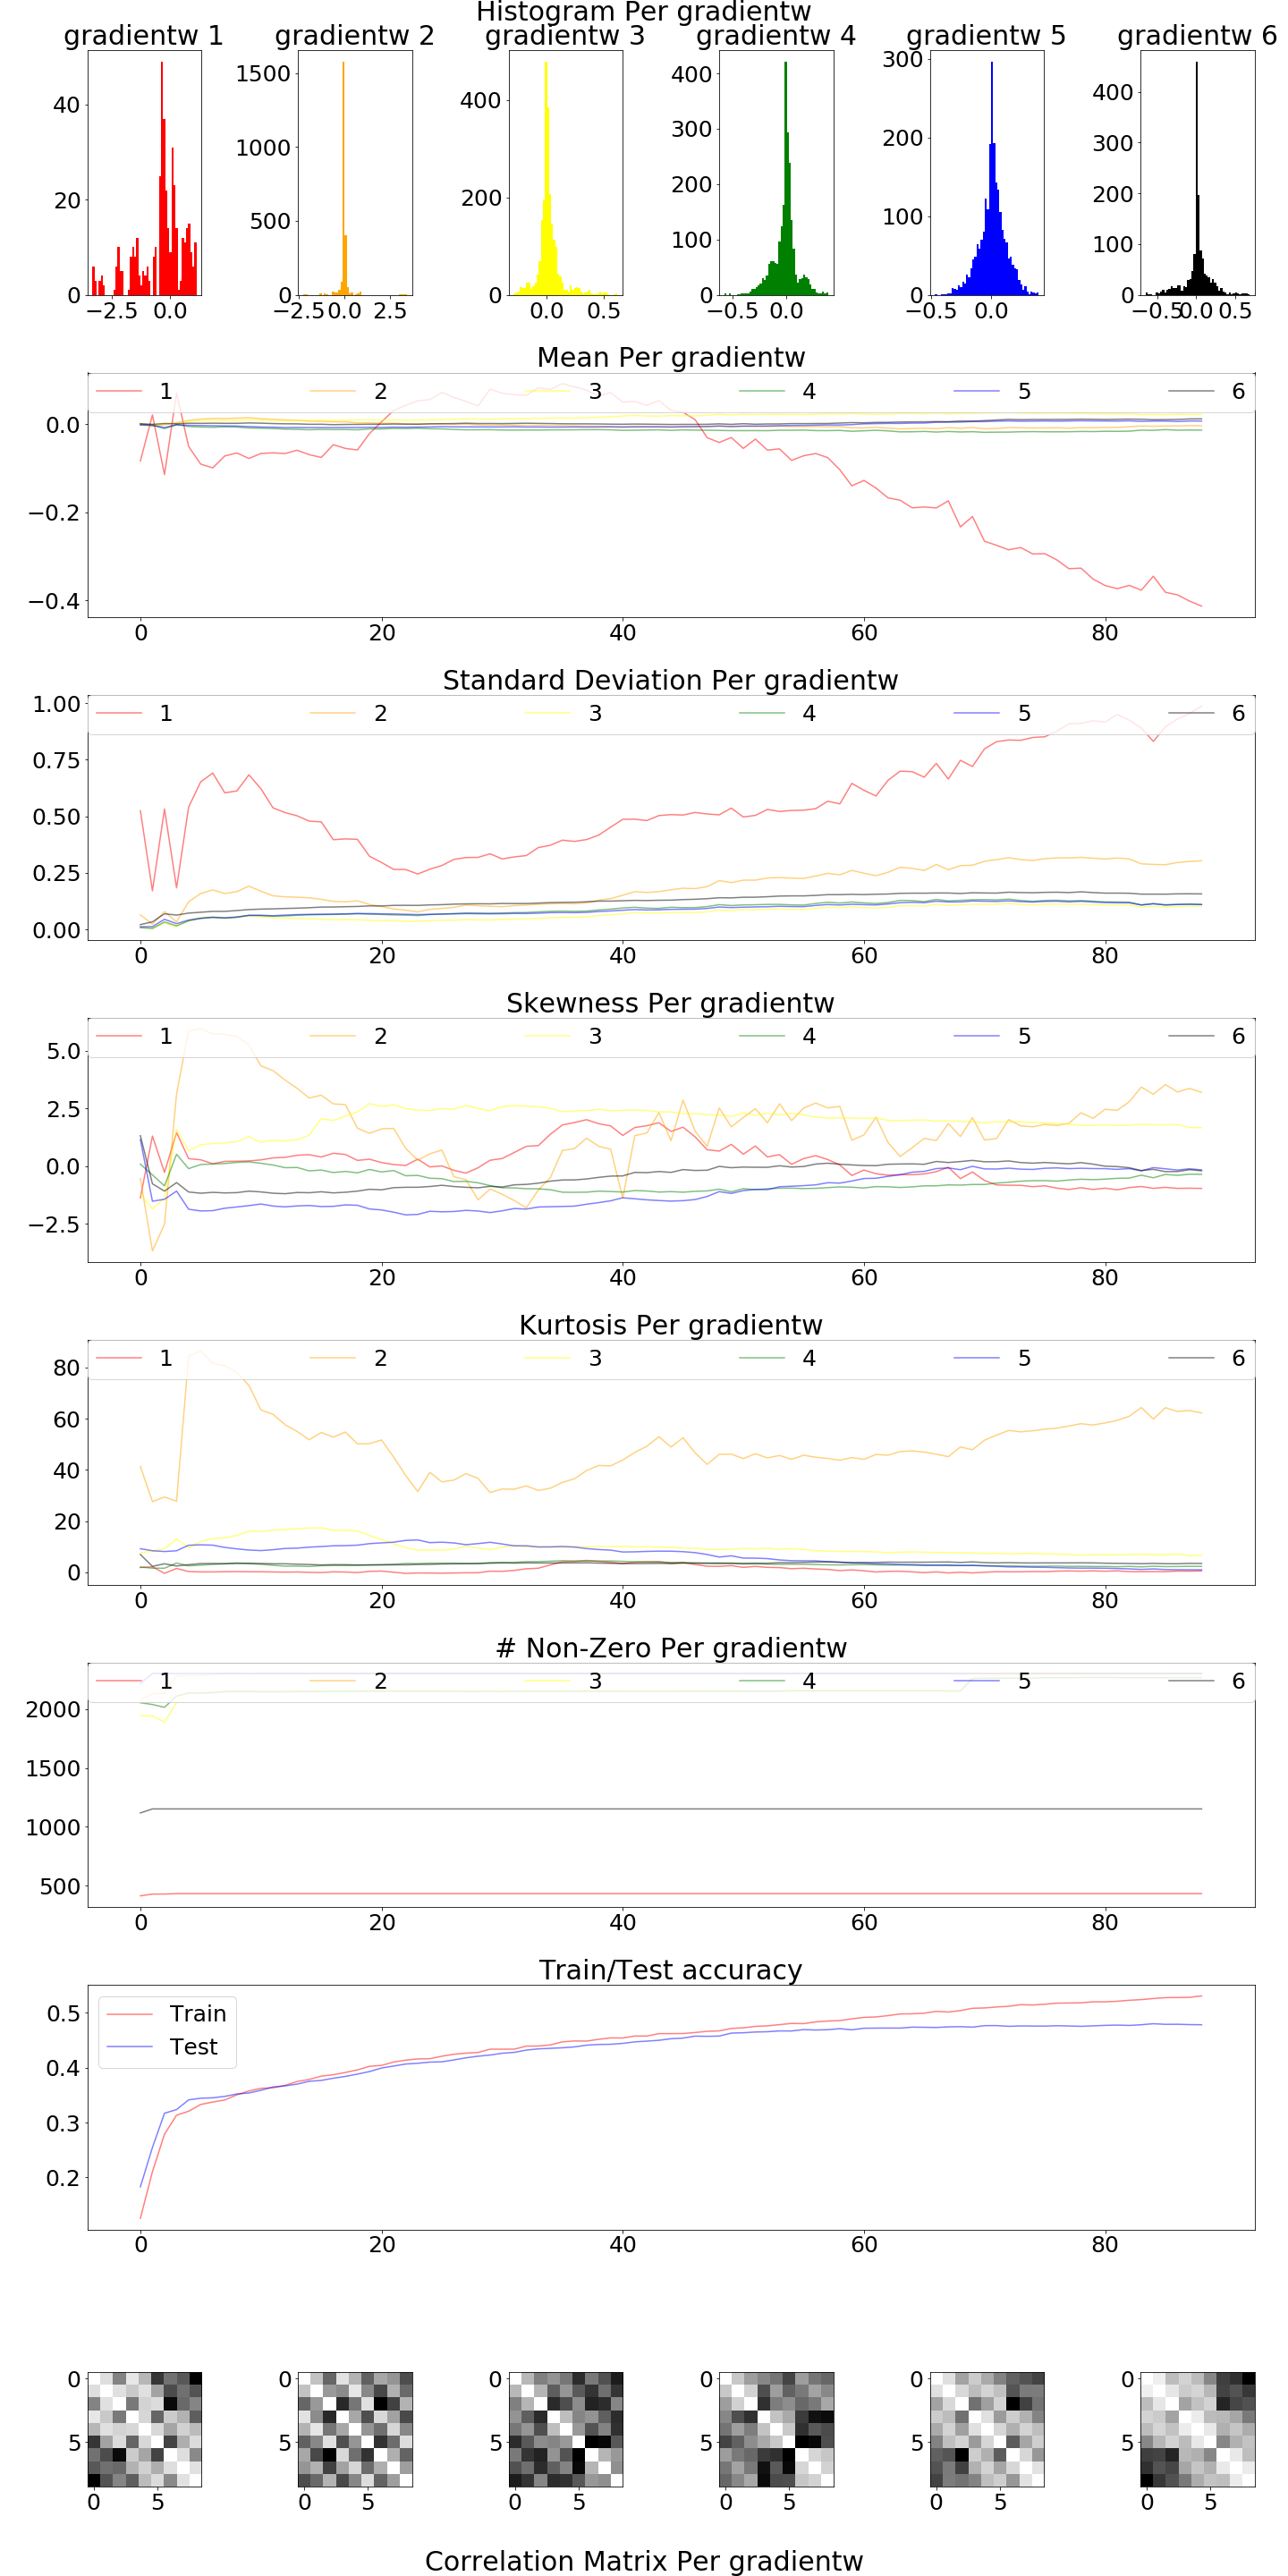 Histogram Per gradientw
gradientw 1 gradientw 2 gradientw 3 gradientw 4 gradientw 5 gradientw 6
40 20 0 −2.5 0.0
1500 1000 500 0 −2.5 0.0 2.5
400 200 0 0.0 0.5
400 300 200 100 0 −0.5 0.0
300 200 100 0 −0.5 0.0
400 300 200 100 0 −0.5 0.0 0.5
Mean Per gradientw
1 2 3 4 5 6
0.0
−0.2
−0.4
0 20 40 60 80
Standard Deviation Per gradientw
1.00
1 2 3 4 5 6
0.75
0.50
0.25
0.00
0 20 40 60 80
Skewness Per gradientw
1 2 3 4 5 6
5.0
2.5
0.0
−2.5
0 20 40 60 80
Kurtosis Per gradientw
1 2 3 4 5 6
80
60
40
20
0
0 20 40 60 80
# Non-Zero Per gradientw
1 2 3 4 5 6
2000
1500
1000
500
0 20 40 60 80
Train/Test accuracy
Train
Test
0.5
0.4
0.3
0.2
0 20 40 60 80
0 5 0 5
0 5 0 5
0 5 0 5
0 5 0 5
0 5 0 5
0 5 0 5
Correlation Matrix Per gradientw